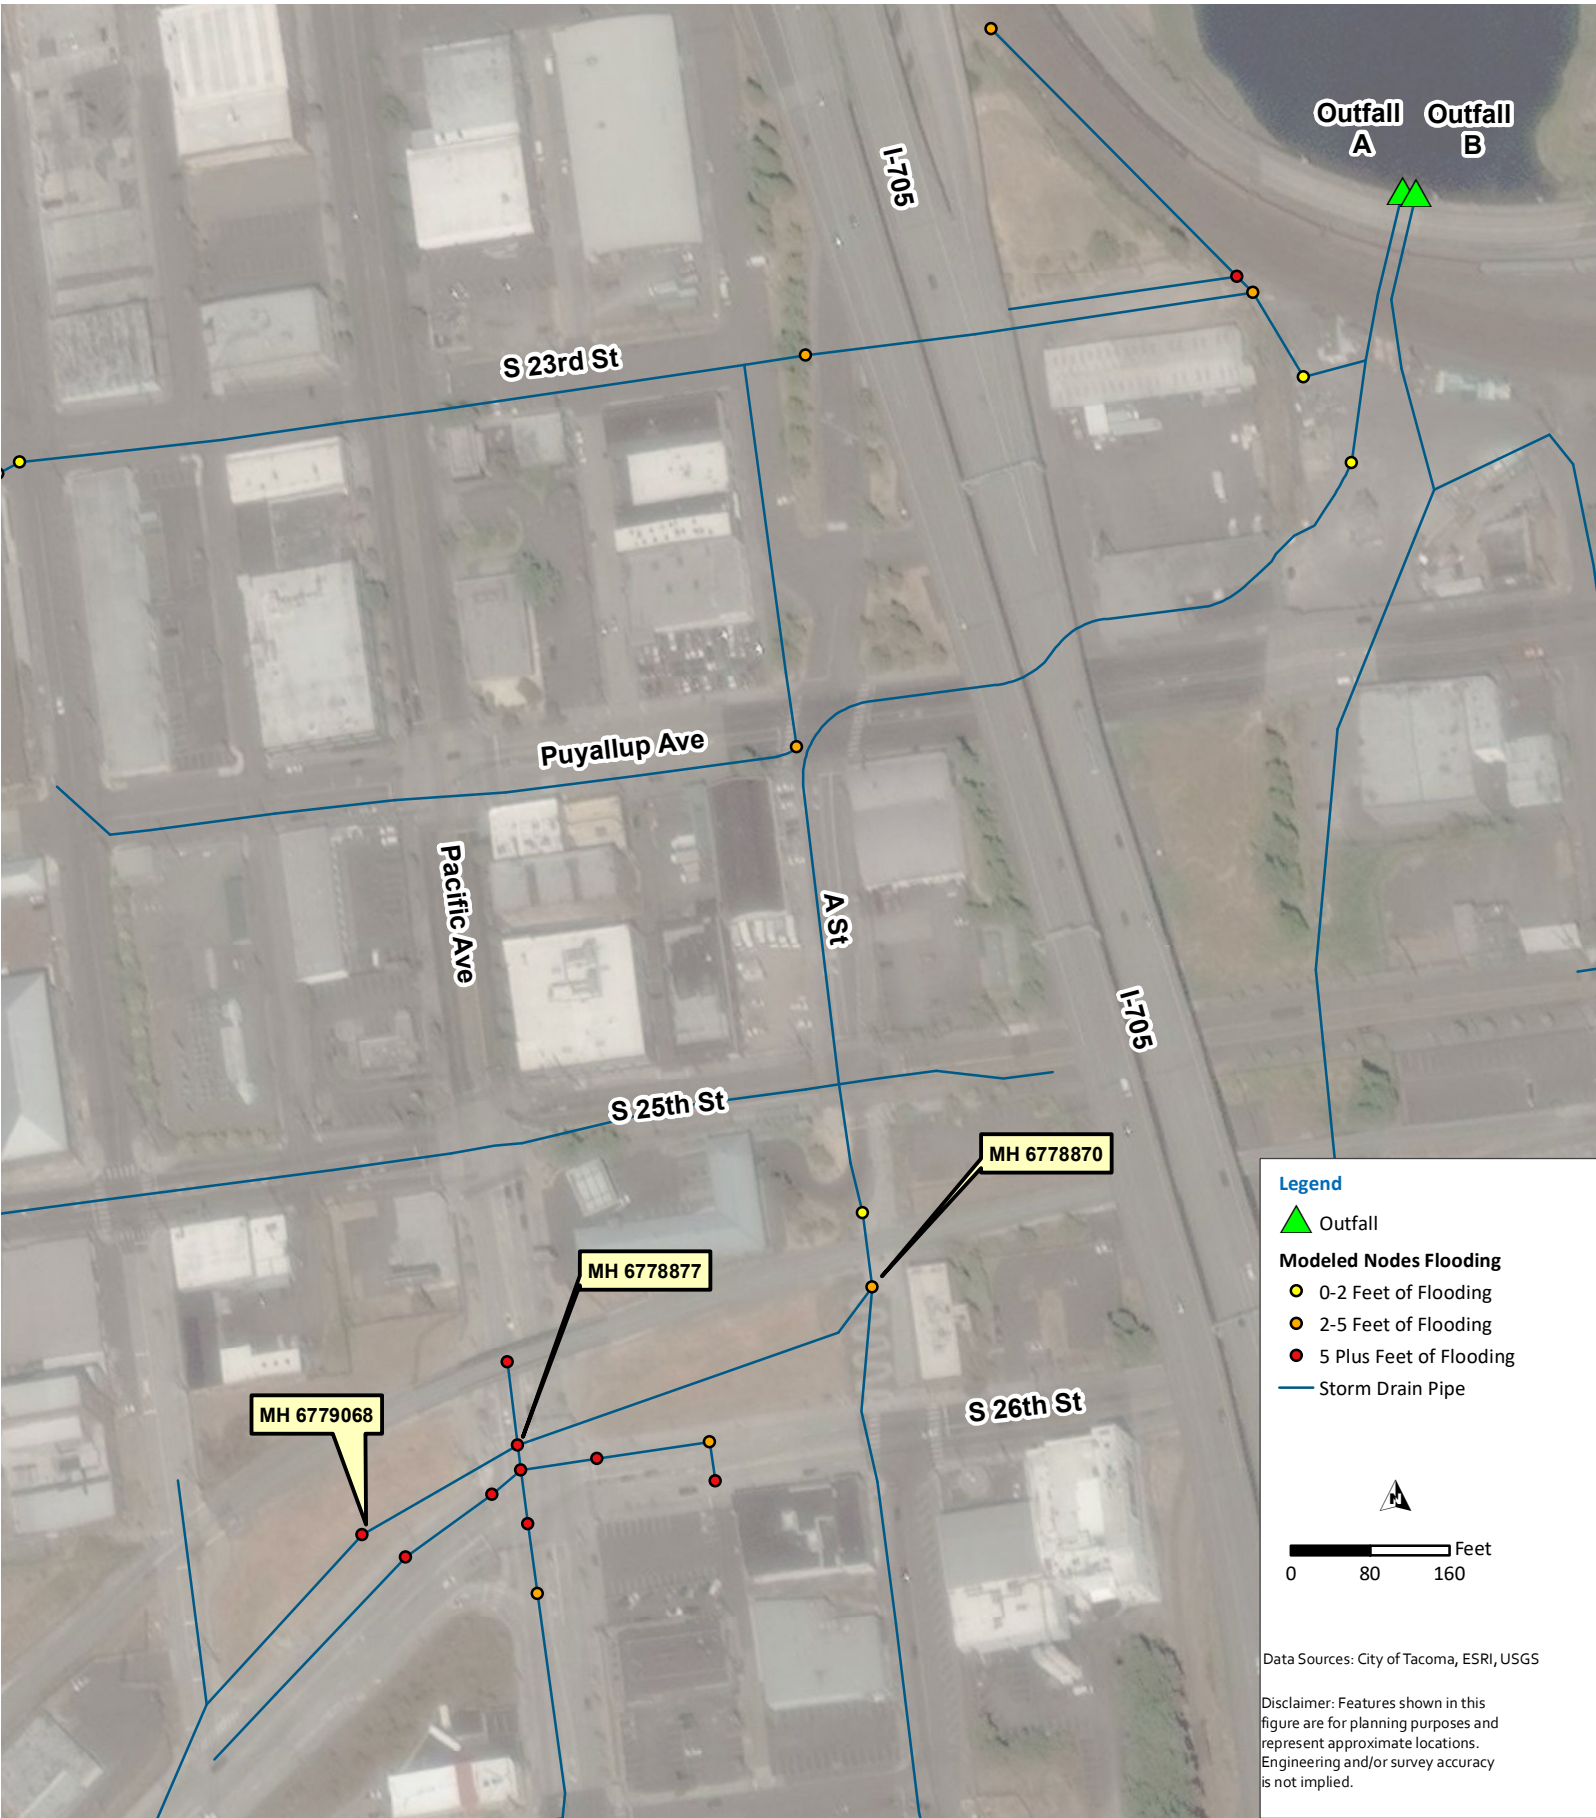 Outfall
A
Outfall
B
I-705
S 23rd St
Puyallup Ave
Pacific Ave
A St
I-705
S 25th St
MH 6778870
MH 6778877
MH 6779068
S 26th St
Legend
Outfall
Modeled Nodes Flooding
0-2 Feet of Flooding
2-5 Feet of Flooding
5 Plus Feet of Flooding
Storm Drain Pipe
N
Feet
0 80 160
Data Sources: City of Tacoma, ESRI, USGS
Disclaimer: Features shown in this
figure are for planning purposes and
represent approximate locations.
Engineering and/or survey accuracy
is not implied.